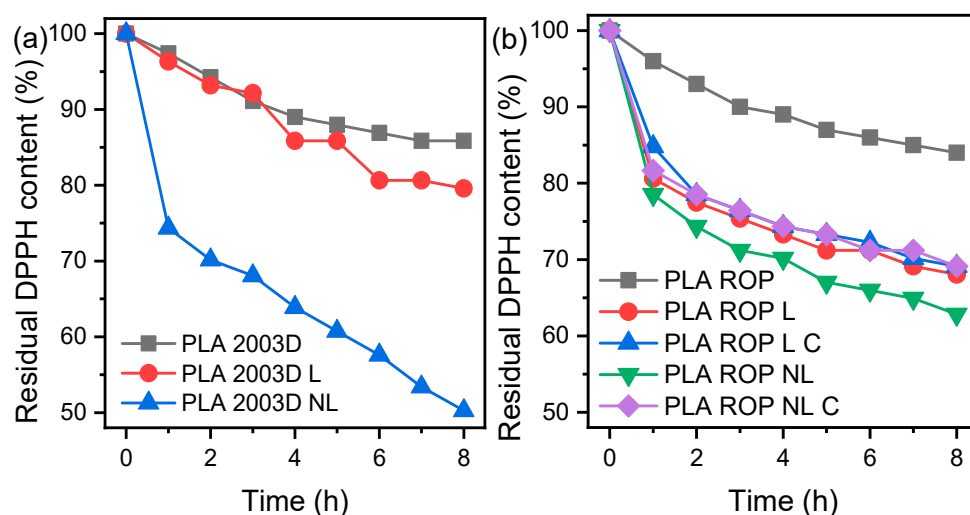 (a)
Residual DPPH content (%)
100
90
80
70
60
50
PLA 2003D
PLA 2003D L
PLA 2003D NL
0 2 4 6 8
Time (h)
(b)
Residual DPPH content (%)
100
90
80
70
60
50
PLA ROP
PLA ROP L
PLA ROP L C
PLA ROP NL
PLA ROP NL C
0 2 4 6 8
Time (h)